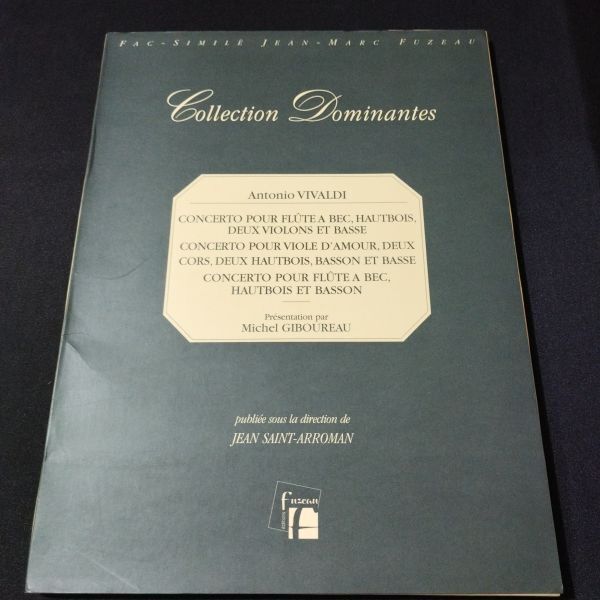 FAC-SIMILÉ JEAN-MARC FUZEAU
Collection Dominantes
Antonio VIVALDI
CONCERTO POUR FLÛTE A BEC, HAUTBOIS,
DEUX VIOLONS ET BASSE
CONCERTO POUR VIOLE D'AMOUR, DEUX
CORS, DEUX HAUTBOIS, BASSON ET BASSE
CONCERTO POUR FLÛTE A BEC,
HAUTBOIS ET BASSON
Présentation par
Michel GIBOUREAU
publiée sous la direction de
JEAN SAINT-ARROMAN
fuzeau